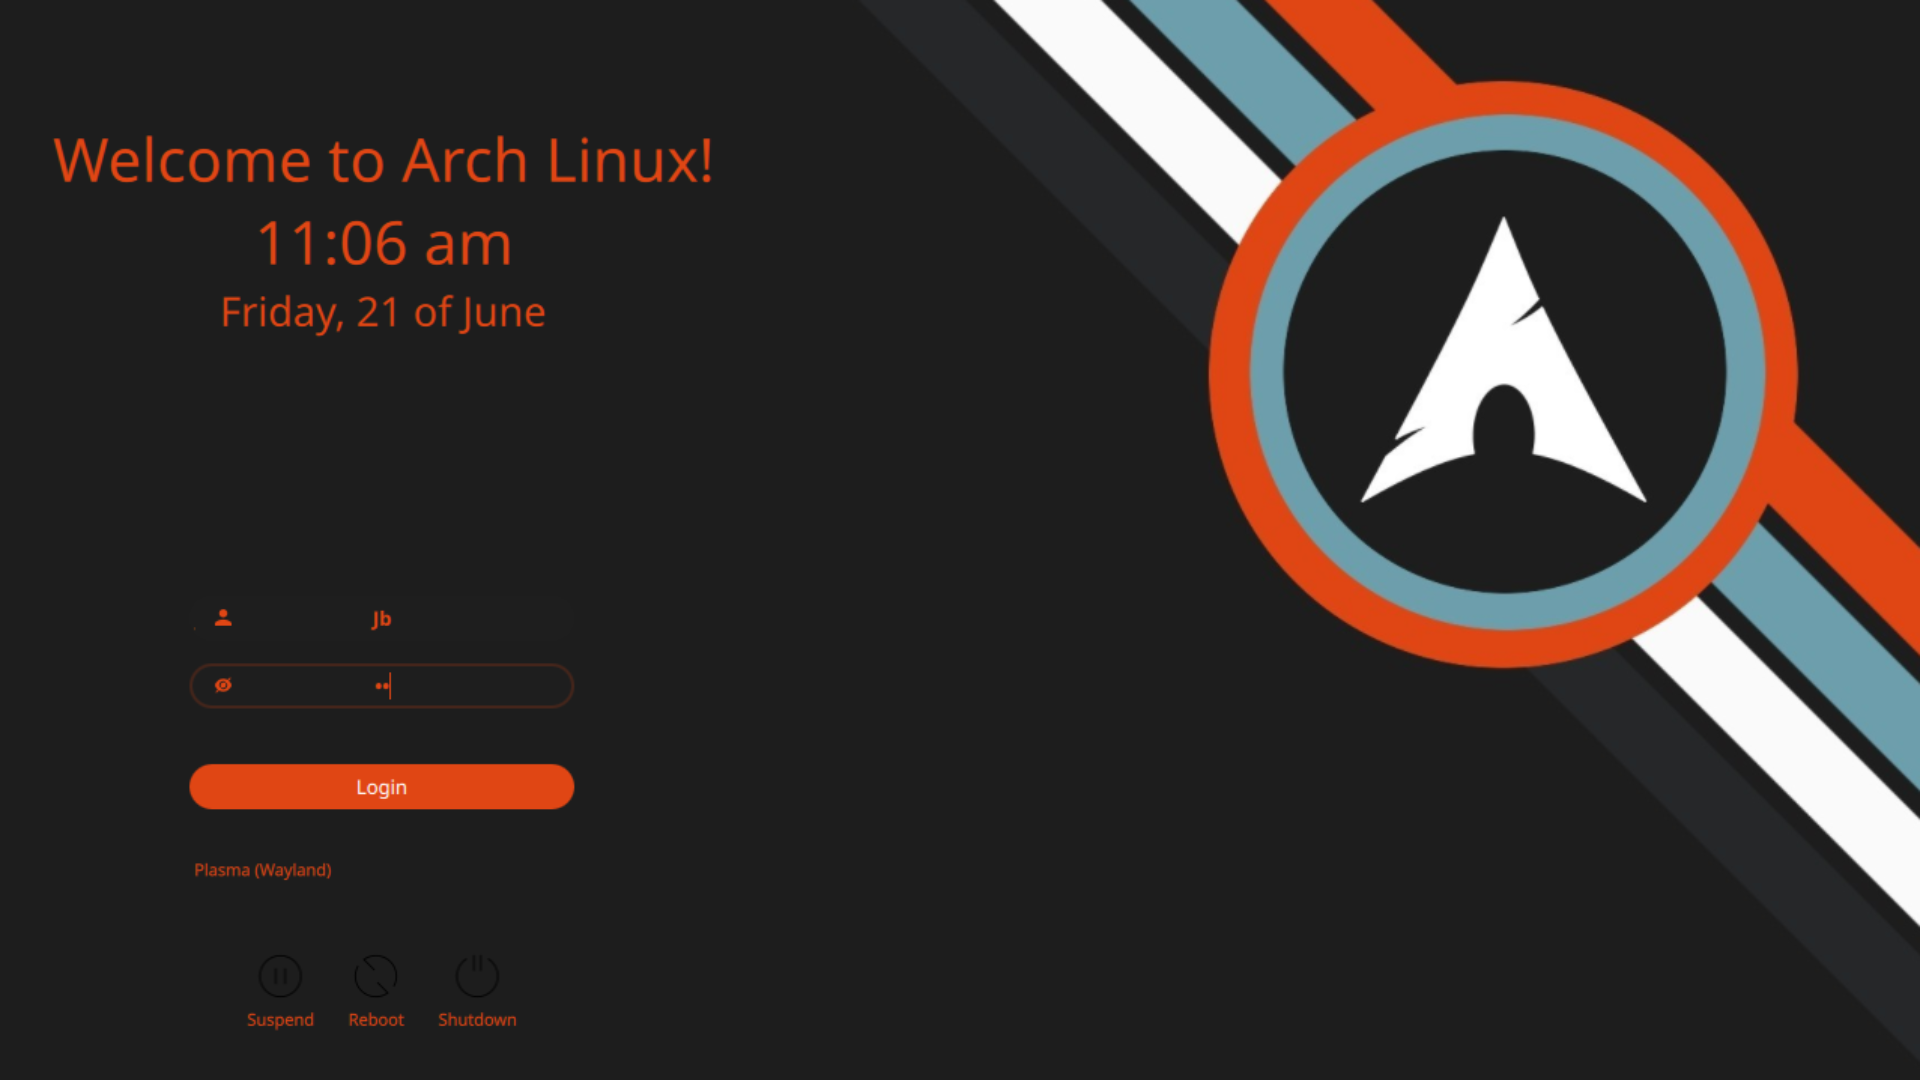 Welcome to Arch Linux!
11:06 am
Friday, 21 of June
Jb
••
Login
Plasma (Wayland)
Suspend Reboot Shutdown